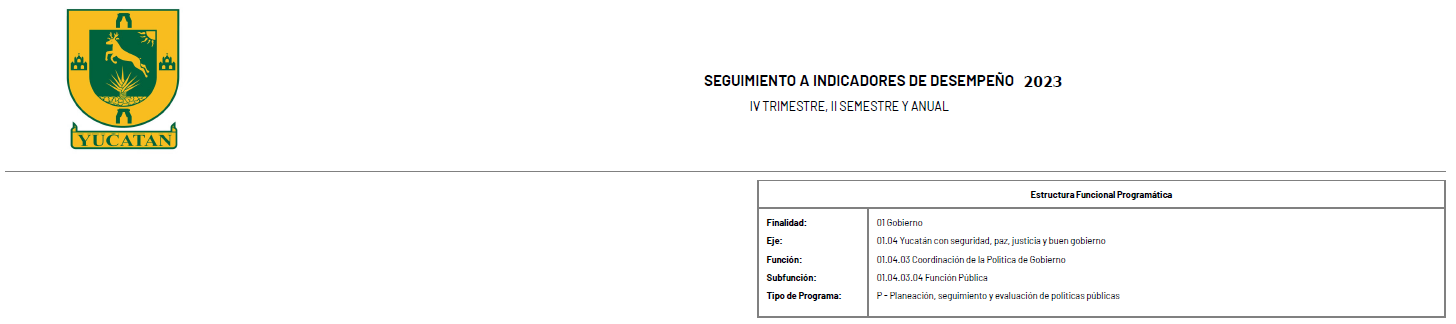 YUCATAN
SEGUIMIENTO A INDICADORES DE DESEMPEÑO 2023
IV TRIMESTRE, II SEMESTRE Y ANUAL
Estructura Funcional Programática
Finalidad: 01 Gobierno
Eje: 01.04 Yucatán con seguridad, paz, justicia y buen gobierno
Función: 01.04.03 Coordinación de la Política de Gobierno
Subfunción: 01.04.03.04 Función Pública
Tipo de Programa: P - Planeación, seguimiento y evaluación de políticas públicas